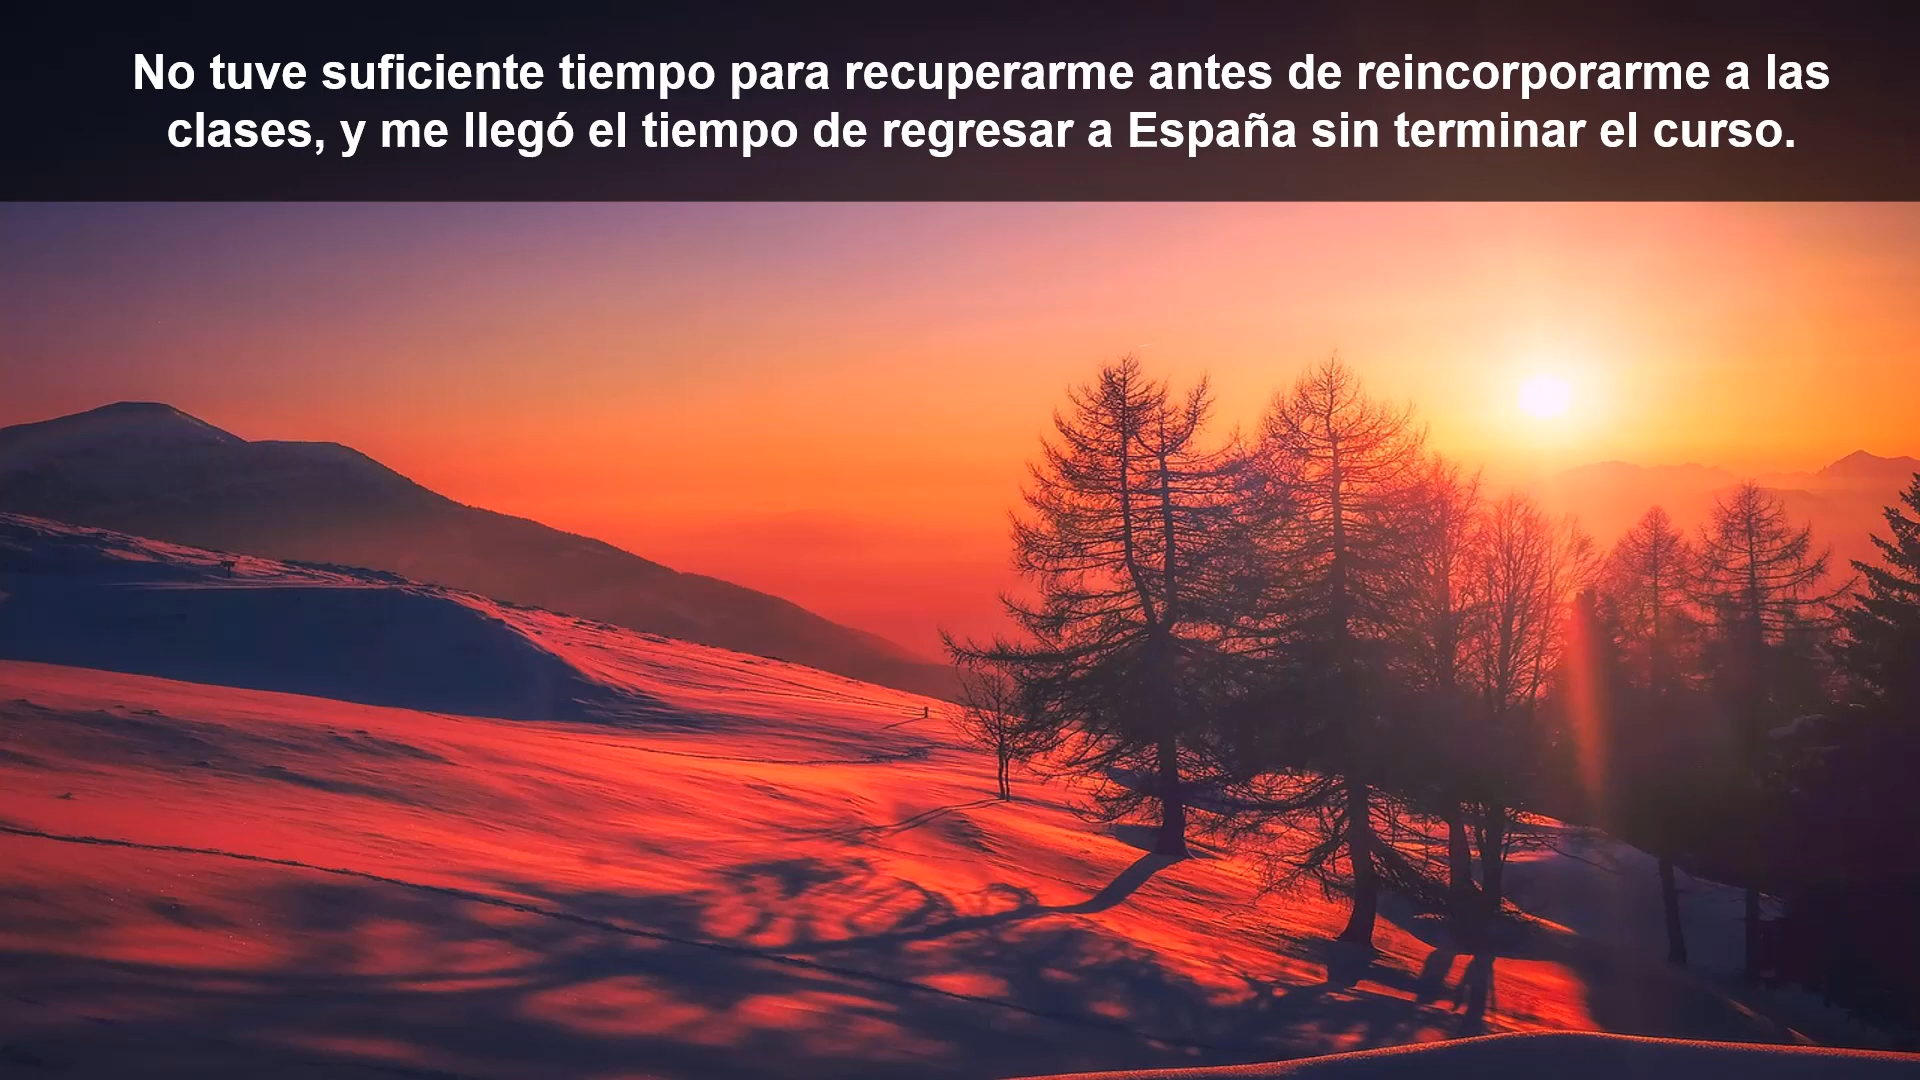 No tuve suficiente tiempo para recuperarme antes de reincorporarme a las
clases, y me llegó el tiempo de regresar a España sin terminar el curso.